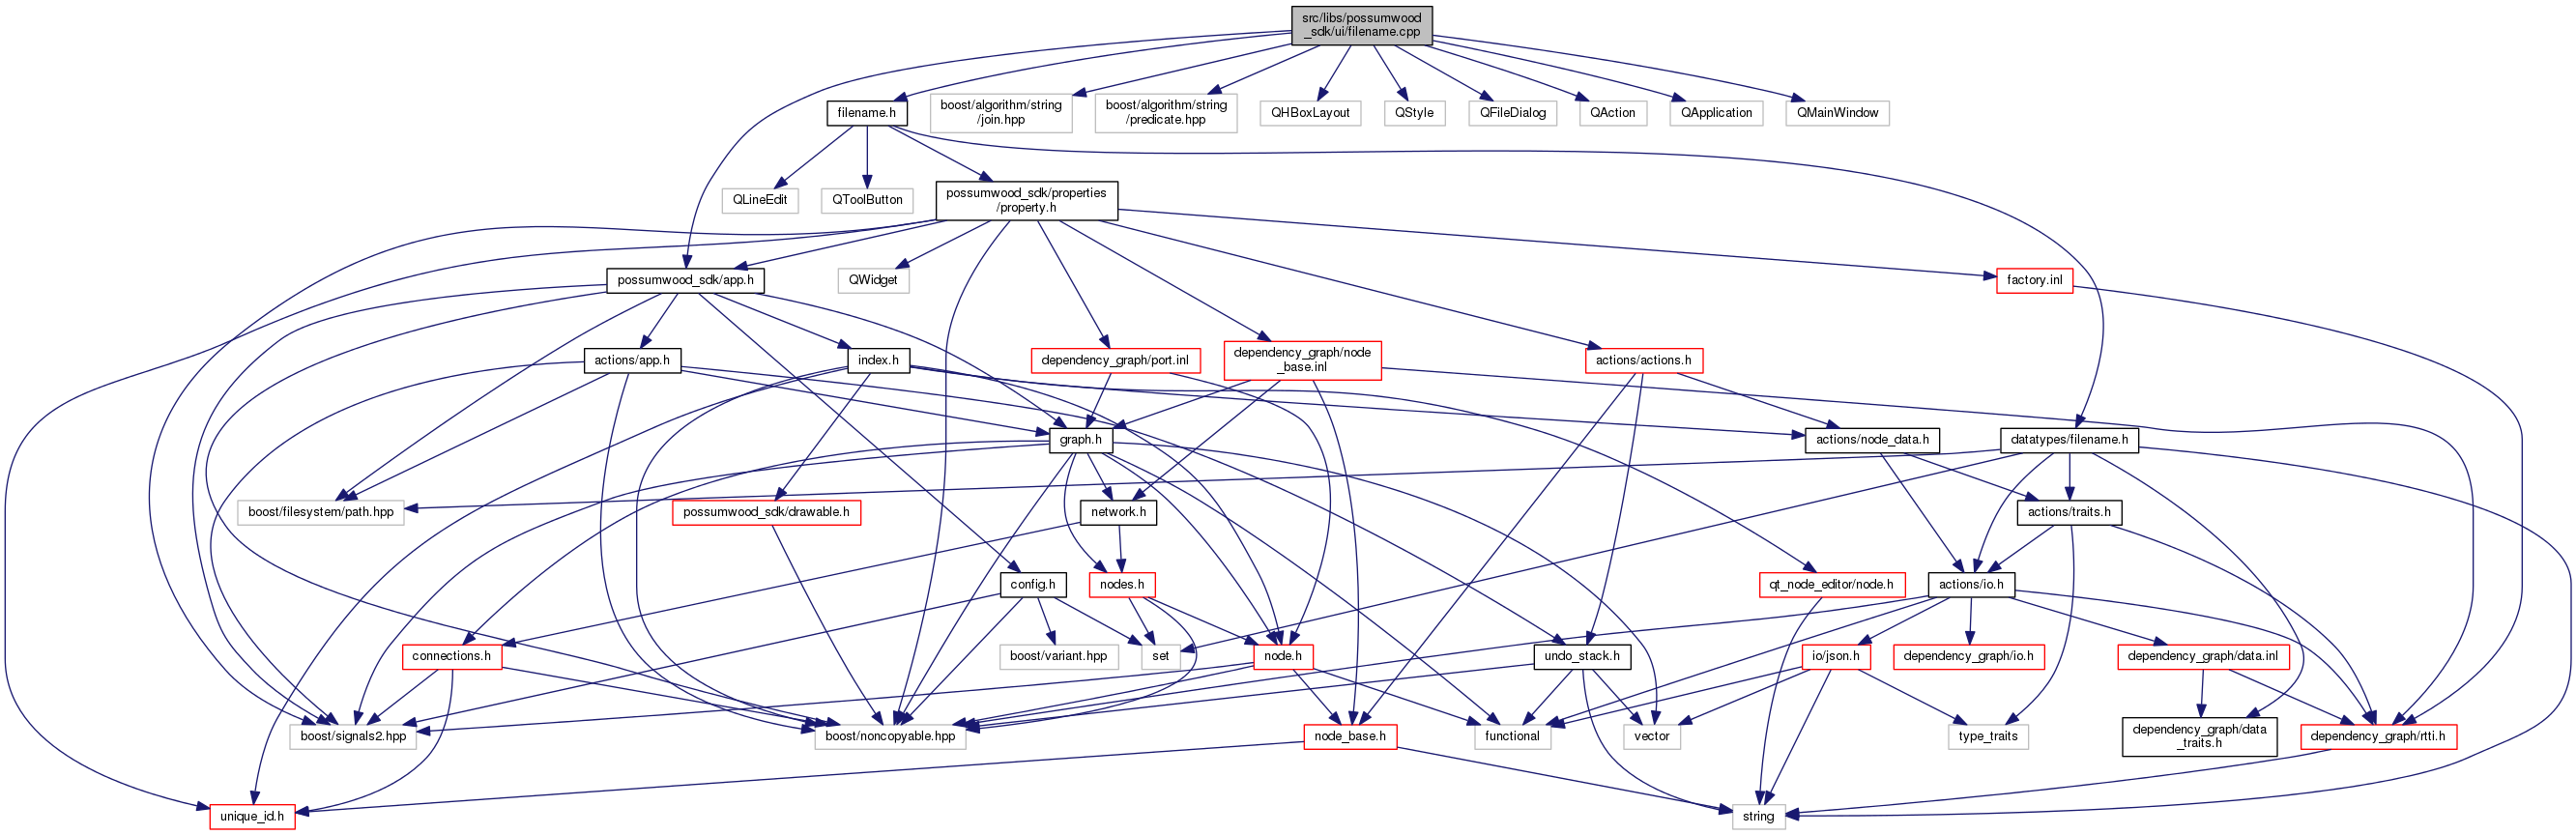 src/libs/possumwood
_sdk/ui/filename.cpp
filename.h
boost/algorithm/string
/join.hpp
boost/algorithm/string
/predicate.hpp
QHBoxLayout
QStyle
QFileDialog
QAction
QApplication
QMainWindow
QLineEdit
QToolButton
possumwood_sdk/properties
/property.h
possumwood_sdk/app.h
QWidget
factory.inl
actions/app.h
index.h
dependency_graph/port.inl
dependency_graph/node
_base.inl
actions/actions.h
graph.h
actions/node_data.h
datatypes/filename.h
boost/filesystem/path.hpp
possumwood_sdk/drawable.h
network.h
actions/traits.h
config.h
nodes.h
qt_node_editor/node.h
actions/io.h
connections.h
boost/variant.hpp
set
node.h
undo_stack.h
io/json.h
dependency_graph/io.h
dependency_graph/data.inl
boost/signals2.hpp
boost/noncopyable.hpp
node_base.h
functional
vector
type_traits
dependency_graph/data
_traits.h
dependency_graph/rtti.h
unique_id.h
string